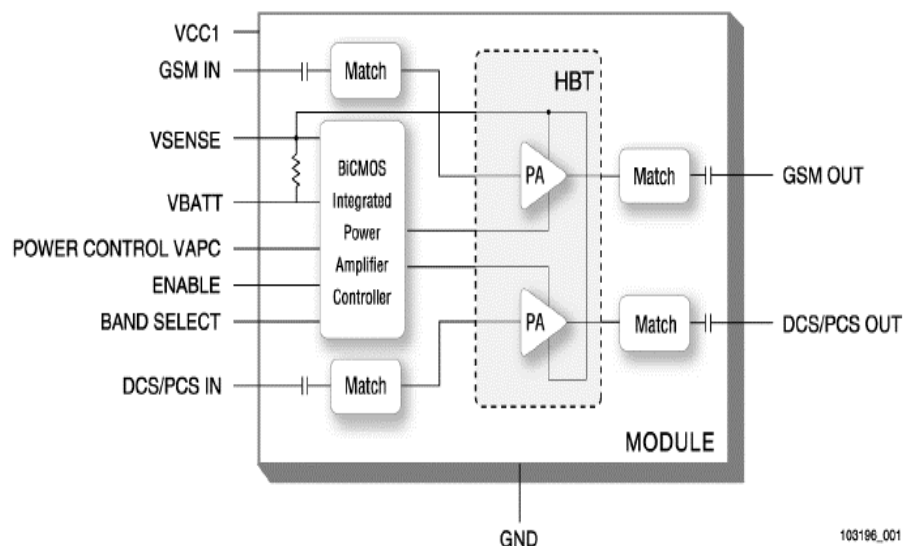 VCC1
GSM IN
Match
HBT
VSENSE
BiCMOS
Integrated
Power
Amplifier
Controller
PA
Match
GSM OUT
VBATT
POWER CONTROL VAPC
ENABLE
BAND SELECT
PA
Match
DCS/PCS OUT
DCS/PCS IN
Match
MODULE
GND
103196_001